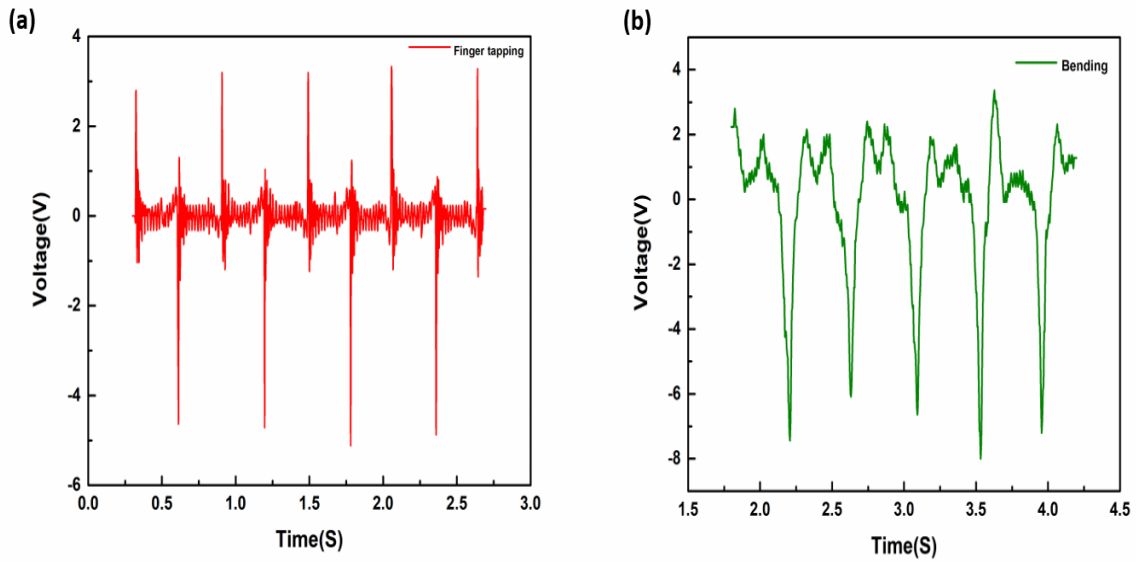 (a)
Finger tapping
Voltage(V)
4
2
0
-2
-4
-6
0.0 0.5 1.0 1.5 2.0 2.5 3.0
Time(S)
(b)
Bending
Voltage(V)
4
2
0
-2
-4
-6
-8
1.5 2.0 2.5 3.0 3.5 4.0 4.5
Time(S)